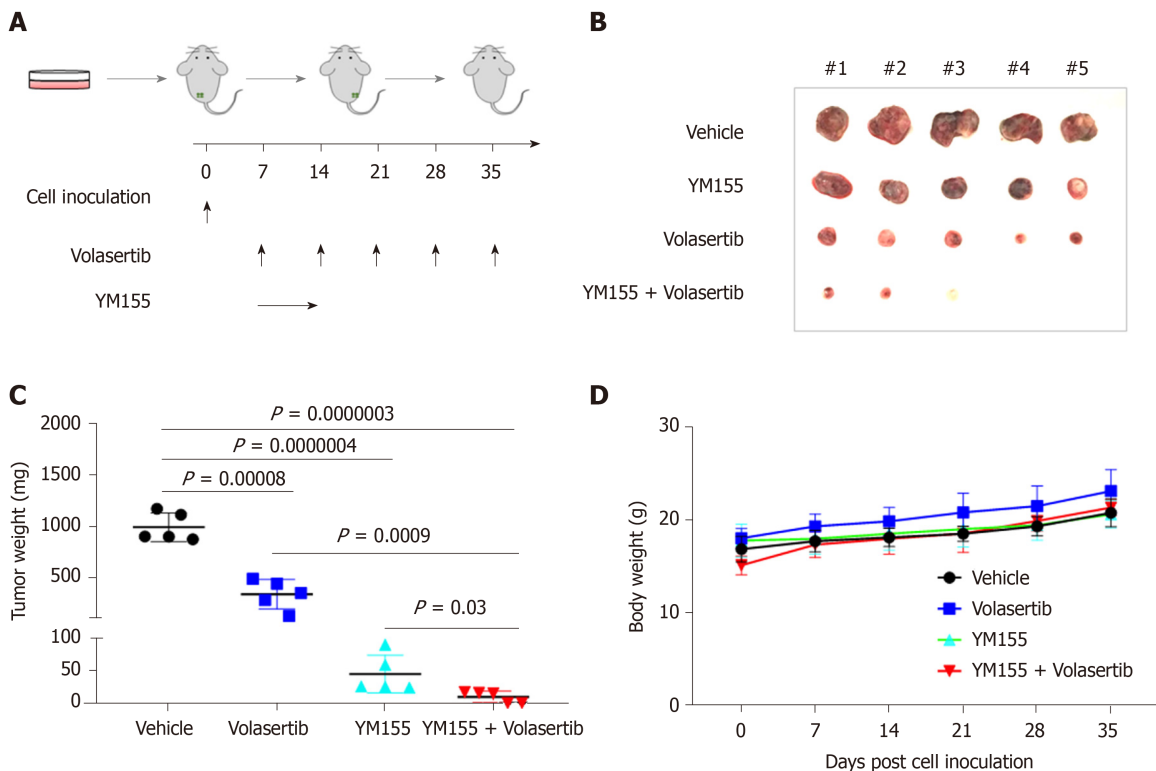 A
0 7 14 21 28 35
Cell inoculation
Volasertib
YM155
B
#1 #2 #3 #4 #5
Vehicle
YM155
Volasertib
YM155 + Volasertib
C
Tumor weight (mg)
2000
1500
1000
500
100
50
0
P = 0.0000003
P = 0.0000004
P = 0.00008
P = 0.0009
P = 0.03
Vehicle Volasertib YM155 YM155 + Volasertib
D
Body weight (g)
30
20
10
0
Vehicle
Volasertib
YM155
YM155 + Volasertib
0 7 14 21 28 35
Days post cell inoculation